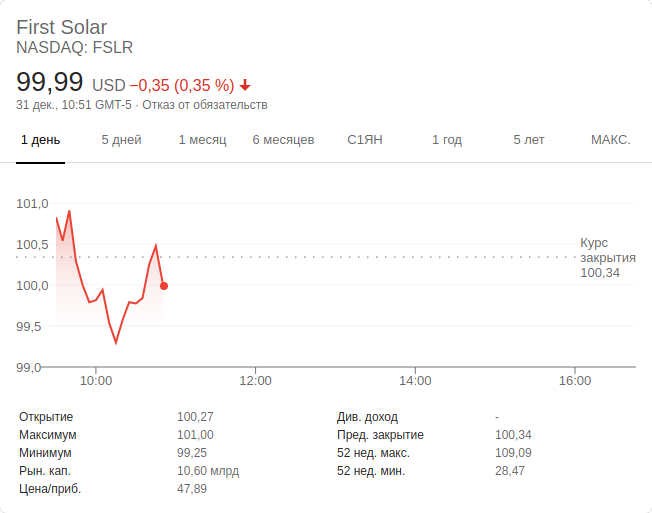 First Solar
NASDAQ: FSLR
99,99 USD −0,35 (0,35 %)
31 дек., 10:51 GMT-5 · Отказ от обязательств
1 день 5 дней 1 месяц 6 месяцев С1ЯН 1 год 5 лет МАКС.
101,0
100,5
100,0
99,5
99,0
Курс
закрытия
100,34
10:00 12:00 14:00 16:00
Открытие 100,27 Див. доход -
Максимум 101,00 Пред. закрытие 100,34
Минимум 99,25 52 нед. макс. 109,09
Рын. кап. 10,60 млрд 52 нед. мин. 28,47
Цена/приб. 47,89